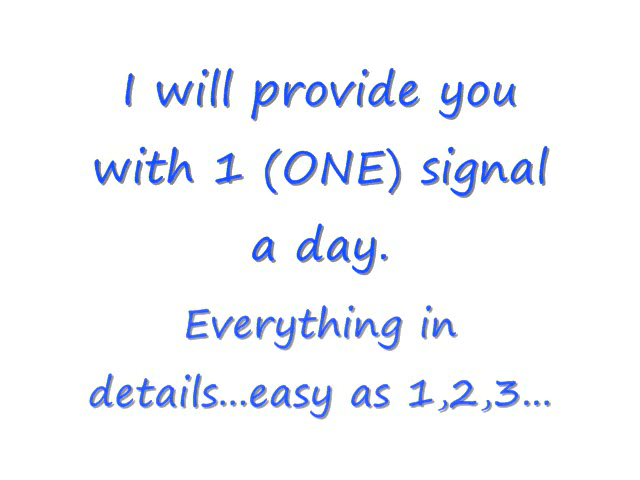 I will provide you
with 1 (ONE) signal
a day.
Everything in
details...easy as 1,2,3...